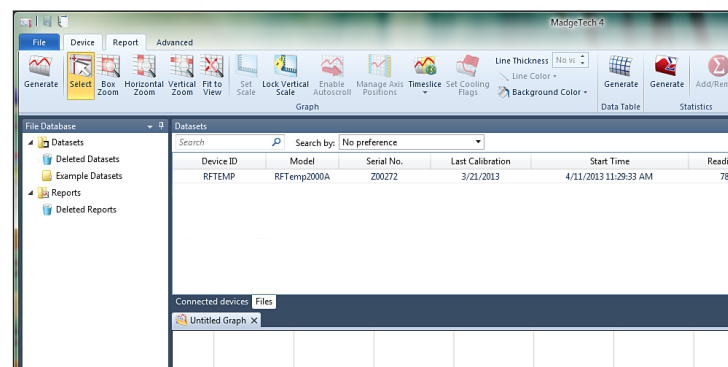 MadgeTech 4
File Device Report Advanced
Generate Select Box Zoom Horizontal Zoom Vertical Zoom Fit to View Set Scale Lock Vertical Scale Enable Autoscroll Manage Axis Positions Timeslice Set Cooling Flags
Line Thickness
Line Color
Background Color
Generate Generate
Graph Data Table Statistics
File Database
Datasets
Deleted Datasets
Example Datasets
Reports
Deleted Reports
Datasets
Search Search by: No preference
Device ID Model Serial No. Last Calibration Start Time
RFTEMP RFTemp2000A Z00272 3/21/2013 4/11/2013 11:29:33 AM 78
Connected devices Files
Untitled Graph